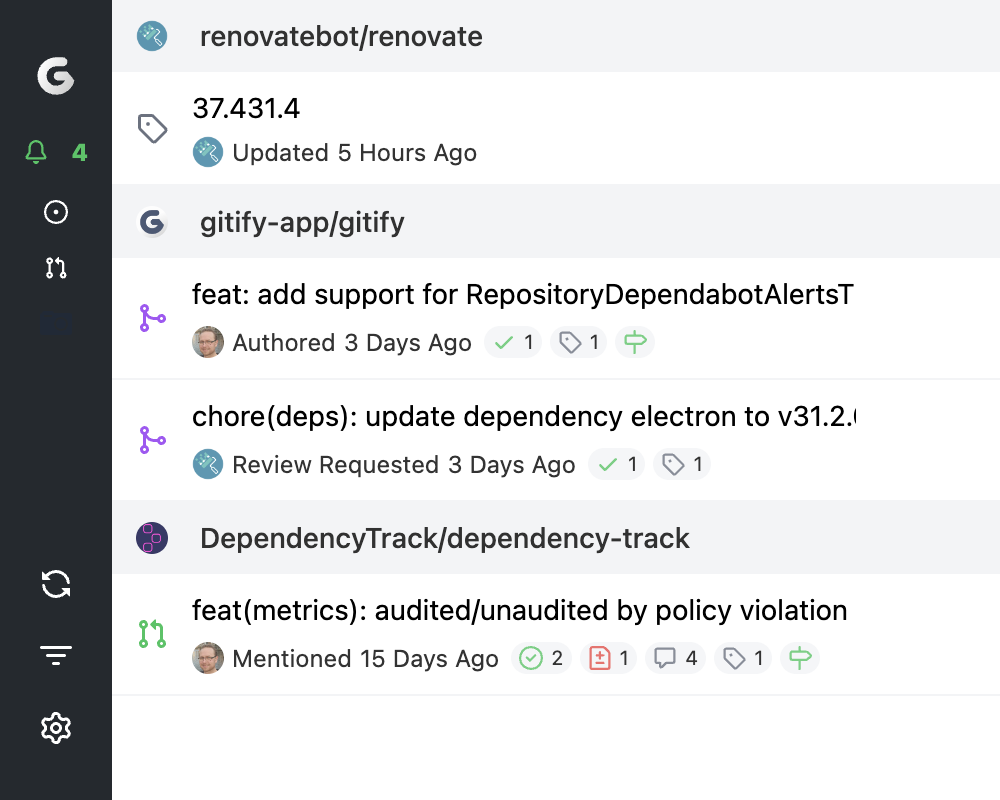 renovatebot/renovate
37.431.4
Updated 5 Hours Ago
4
gitify-app/gitify
feat: add support for RepositoryDependabotAlertsT
Authored 3 Days Ago 1 1
chore(deps): update dependency electron to v31.2.
Review Requested 3 Days Ago 1 1
DependencyTrack/dependency-track
feat(metrics): audited/unaudited by policy violation
Mentioned 15 Days Ago 2 1 4 1